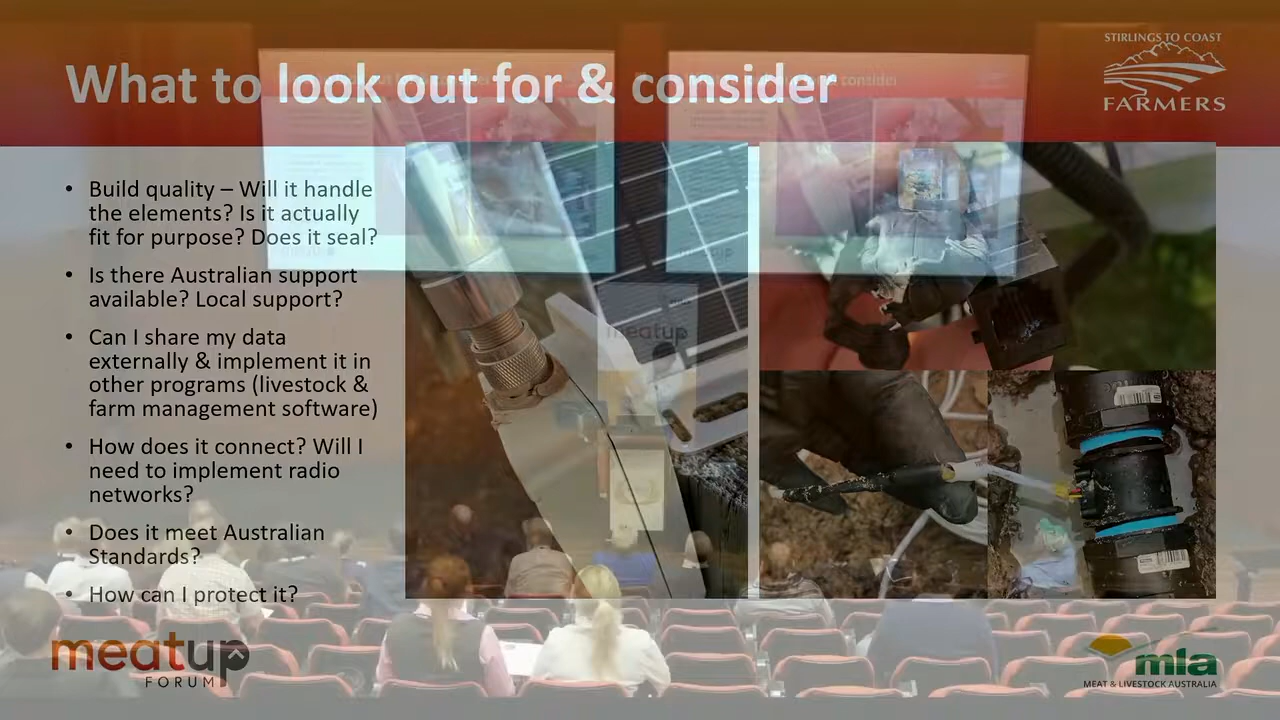 What to look out for & consider
STIRLINGS TO COAST
FARMERS
• Build quality – Will it handle
the elements? Is it actually
fit for purpose? Does it seal?
• Is there Australian support
available? Local support?
• Can I share my data
externally & implement it in
other programs (livestock &
farm management software)
• How does it connect? Will I
need to implement radio
networks?
• Does it meet Australian
Standards?
• How can I protect it?
meatup
meatup
FORUM
mla
MEAT & LIVESTOCK AUSTRALIA